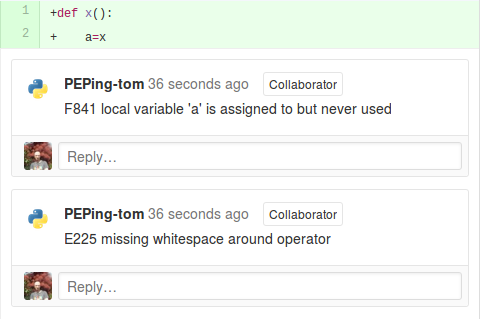 1 +def x():
2 +    a=x
PEPing-tom 36 seconds ago Collaborator
F841 local variable 'a' is assigned to but never used
Reply…
PEPing-tom 36 seconds ago Collaborator
E225 missing whitespace around operator
Reply…